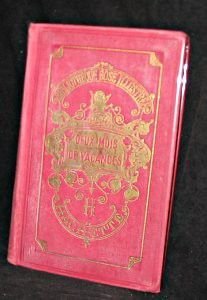 BIBLIOTHÈQUE ROSE ILLUSTRÉE
DEUX MOIS
DE VACANCES
H